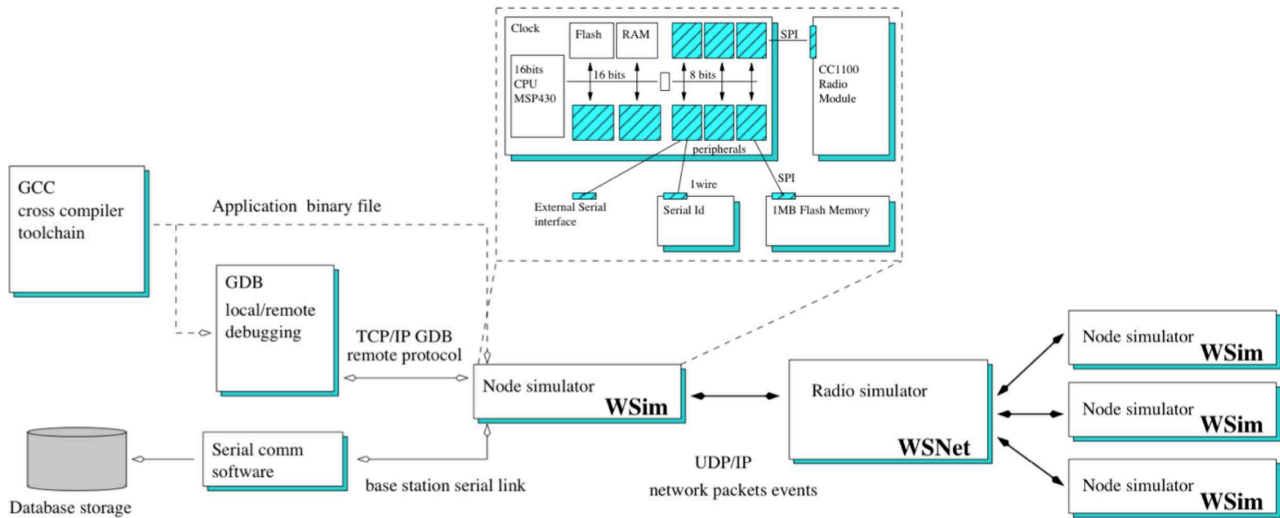 Clock
Flash
RAM
SPI
16bits
CPU
MSP430
16 bits
8 bits
CC1100
Radio
Module
peripherals
1wire
SPI
External Serial
interface
Serial Id
1MB Flash Memory
GCC
cross compiler
toolchain
Application binary file
GDB
local/remote
debugging
TCP/IP GDB
remote protocol
Node simulator
WSim
Radio simulator
WSNet
Node simulator
WSim
Node simulator
WSim
Node simulator
WSim
Serial comm
software
base station serial link
UDP/IP
network packets events
Database storage